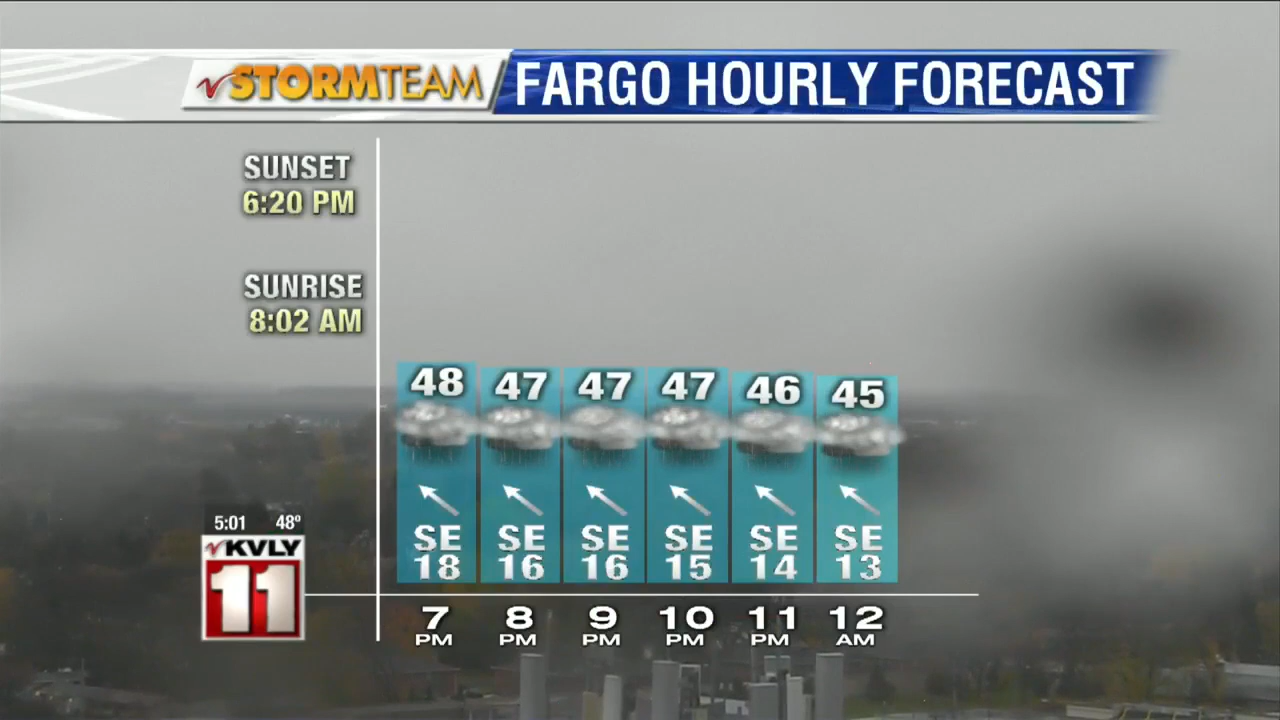 STORMTEAM FARGO HOURLY FORECAST
SUNSET
6:20 PM
SUNRISE
8:02 AM
48 47 47 47 46 45
SE SE SE SE SE SE
18 16 16 15 14 13
7 8 9 10 11 12
PM PM PM PM PM AM
5:01 48º
KVLY
11